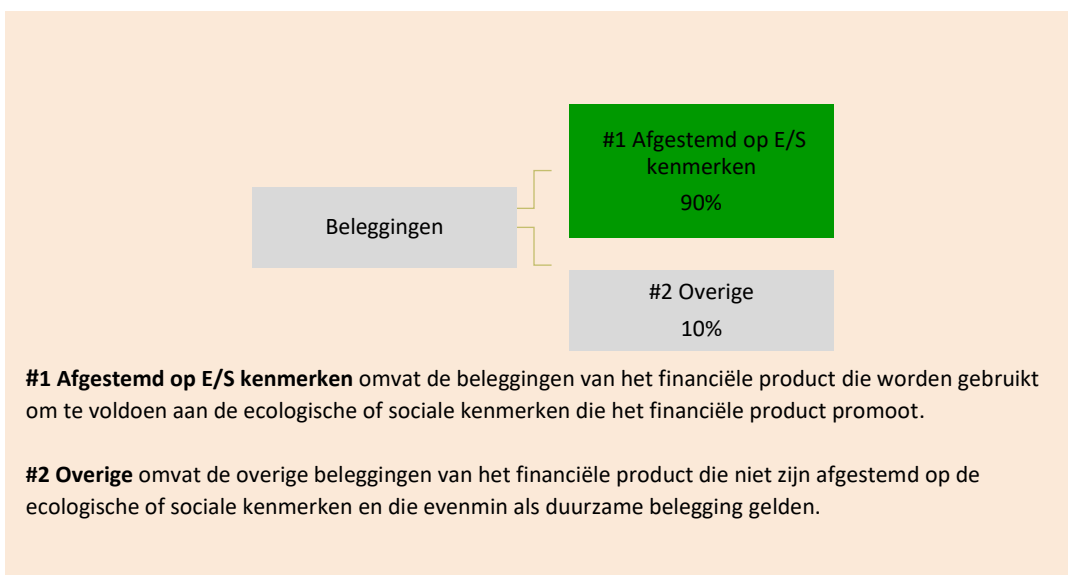 #1 Afgestemd op E/S
kenmerken
90%
Beleggingen
#2 Overige
10%
#1 Afgestemd op E/S kenmerken omvat de beleggingen van het financiële product die worden gebruikt
om te voldoen aan de ecologische of sociale kenmerken die het financiële product promoot.
#2 Overige omvat de overige beleggingen van het financiële product die niet zijn afgestemd op de
ecologische of sociale kenmerken en die evenmin als duurzame belegging gelden.